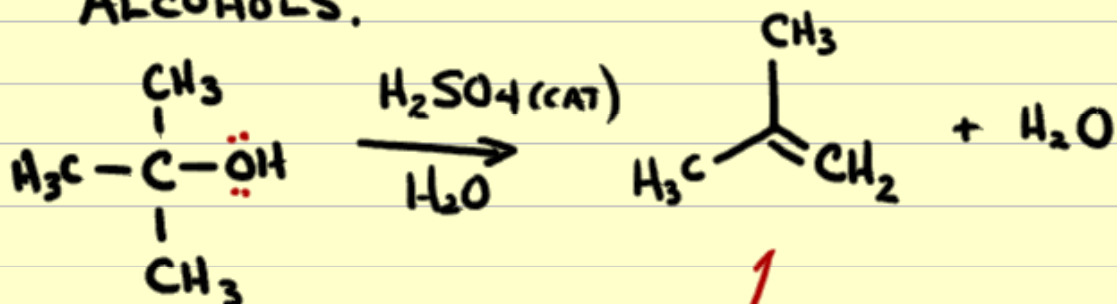 ALCOHOLS.
CH3
H3C - C - OH
CH3
H2SO4 (CAT)
H2O
CH3
H3C CH2
+ H2O
1